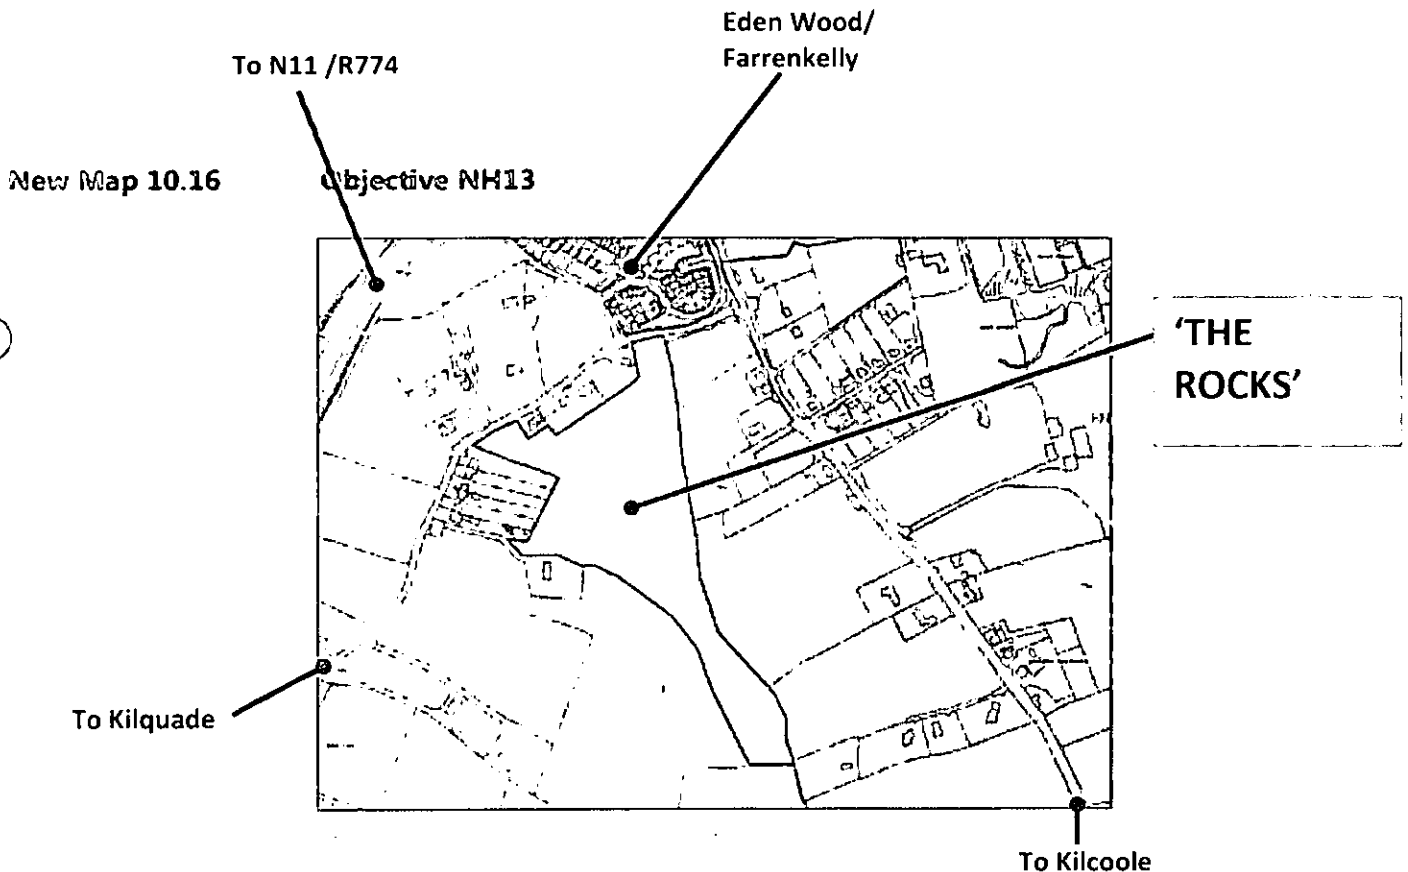 Eden Wood/
Farrenkelly
To N11 /R774
New Map 10.16 Objective NH13
'THE
ROCKS'
To Kilquade
To Kilcoole